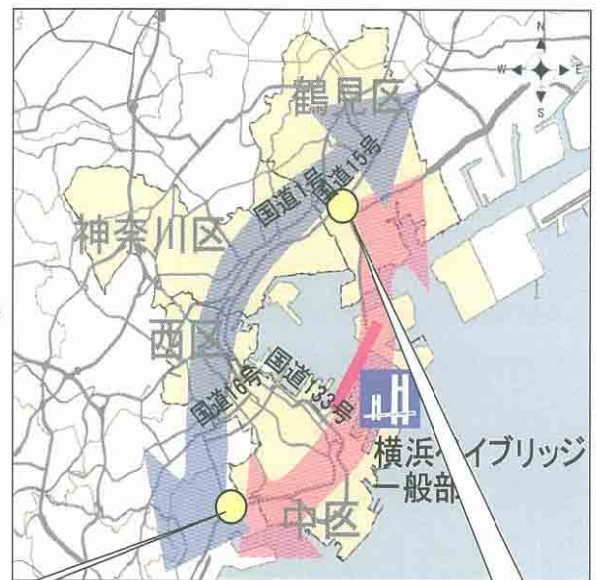 N
W E
S
鶴見区
国道1号
国道15号
神奈川区
西区
国道16号
国道133号
横浜ベイブリッジ
一般部
中区